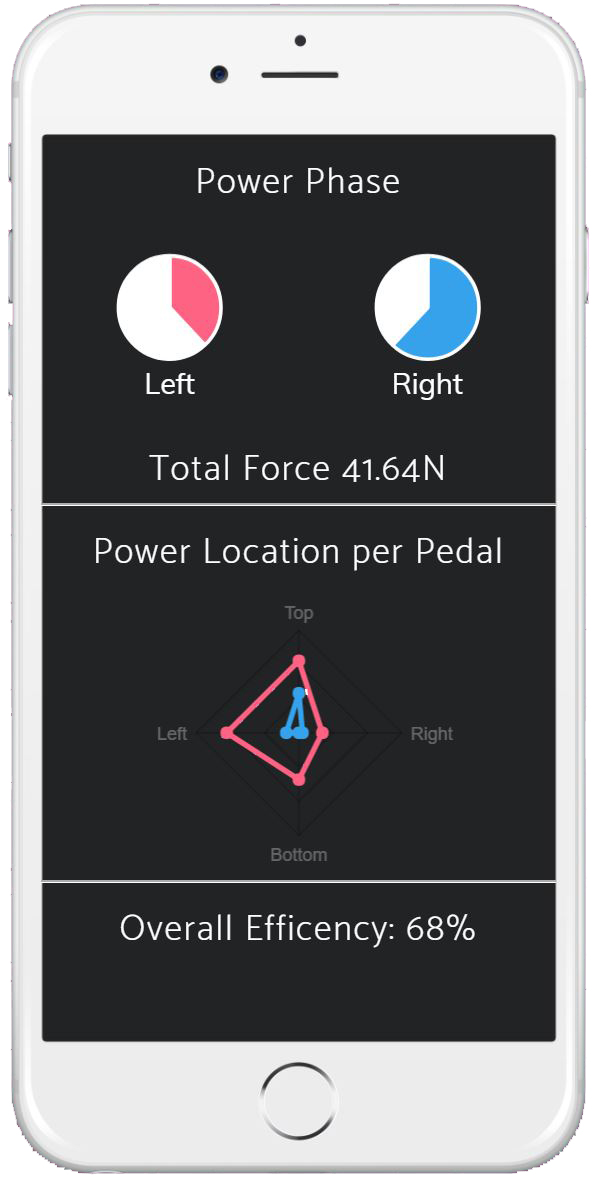 Power Phase
Left
Right
Total Force 41.64N
Power Location per Pedal
Top
Left
Right
Bottom
Overall Efficency: 68%